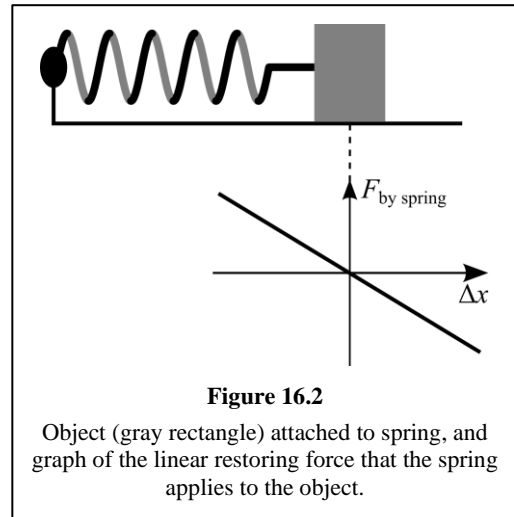 F by spring
Δx
Figure 16.2
Object (gray rectangle) attached to spring, and
graph of the linear restoring force that the spring
applies to the object.